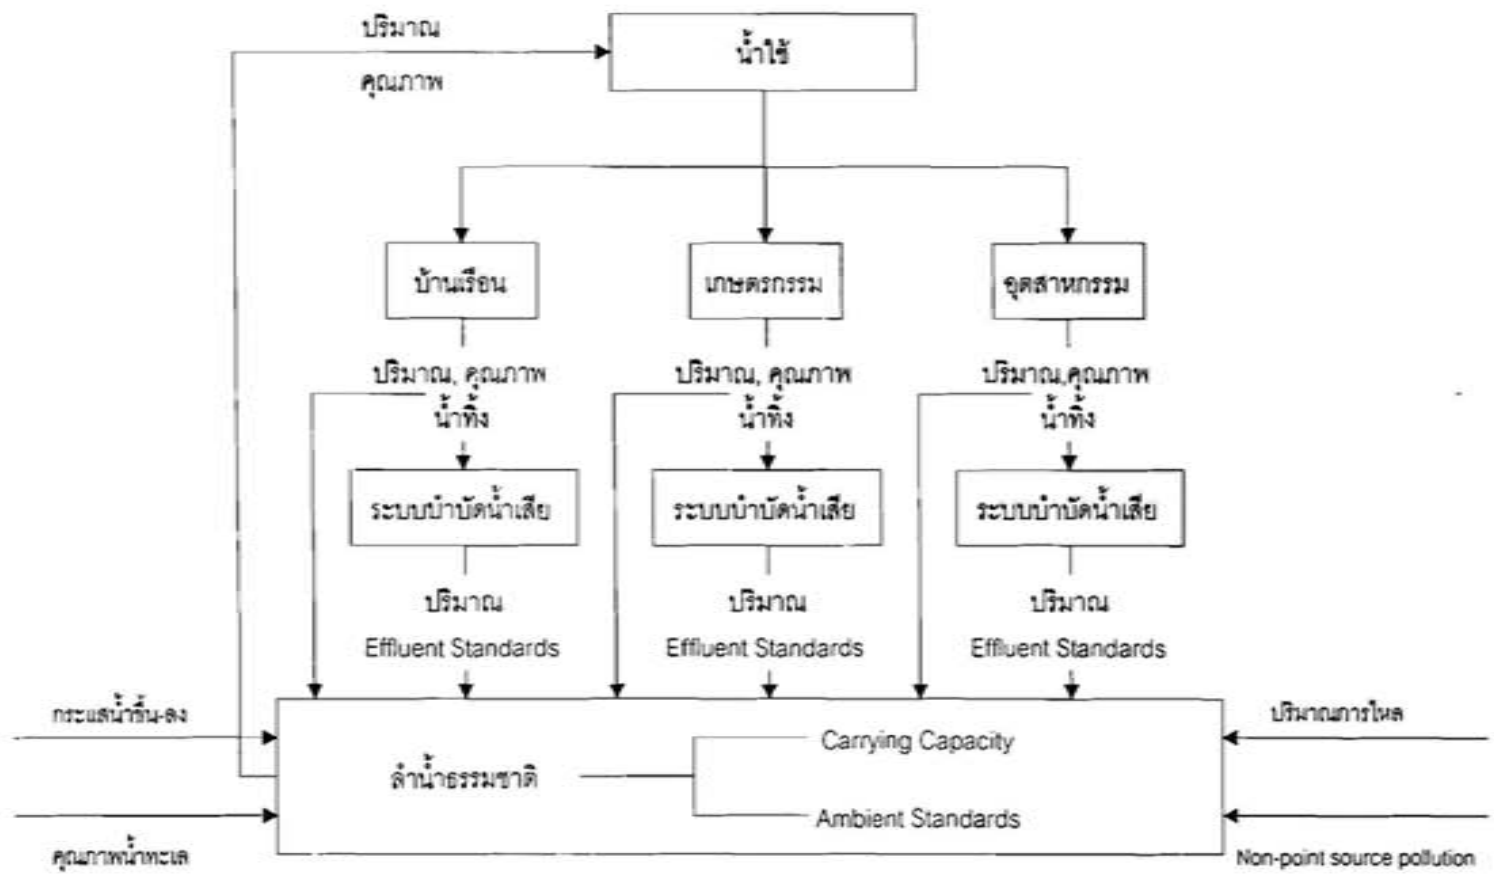 ปริมาณ
คุณภาพ
น้ำใช้
บ้านเรือน
เกษตรกรรม
อุตสาหกรรม
ปริมาณ, คุณภาพ
น้ำทิ้ง
ปริมาณ, คุณภาพ
น้ำทิ้ง
ปริมาณ,คุณภาพ
น้ำทิ้ง
ระบบบำบัดน้ำเสีย
ระบบบำบัดน้ำเสีย
ระบบบำบัดน้ำเสีย
ปริมาณ
Effluent Standards
ปริมาณ
Effluent Standards
ปริมาณ
Effluent Standards
กระแสน้ำขึ้น-ลง
คุณภาพน้ำทะเล
ลำน้ำธรรมชาติ
Carrying Capacity
Ambient Standards
ปริมาณการไหล
Non-point source pollution